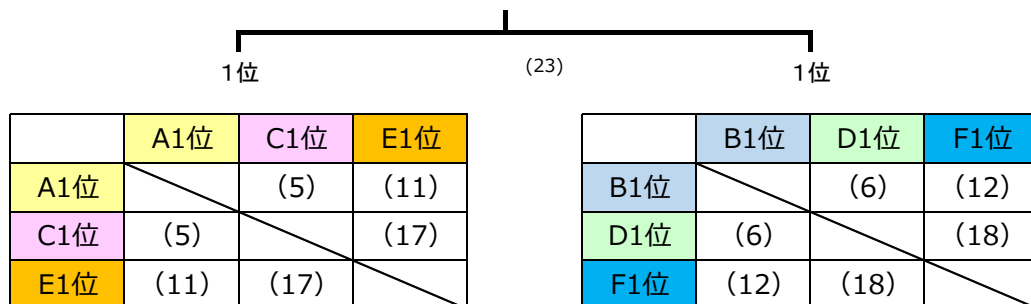 1位 (23) 1位
A1位 C1位 E1位
A1位 (5) (11)
C1位 (5) (17)
E1位 (11) (17)
B1位 D1位 F1位
B1位 (6) (12)
D1位 (6) (18)
F1位 (12) (18)